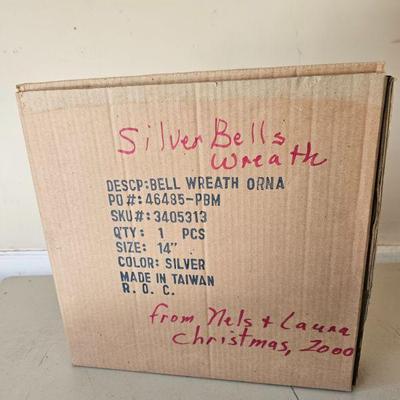 Silver Bells
Wreath
DESCP:BELL WREATH ORNA
PO#:46485-PBM
SKU#:3405313
Q'TY: 1 PCS
SIZE: 14"
COLOR: SILVER
MADE IN TAIWAN
R. O. C.
from Nels + Laura
Christmas, 2000